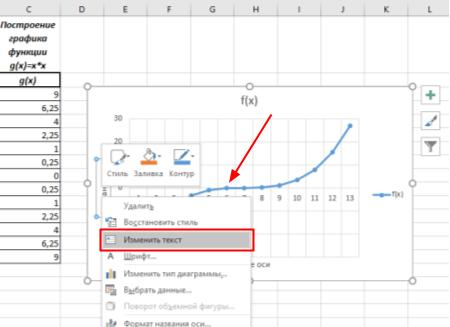 C D E F G H I J K L
Построение
графика
функции
g(x)=x*x
g(x)
9
6,25
4
2,25
1
0,25
0
0,25
1
2,25
4
6,25
9
f(x)
30
20
Стиль Заливка Контур
0
4 5 6 7 8 9 10 11 12 13
f(x)
Удалить
Восстановить стиль
Изменить текст
Шрифт...
Изменить тип диаграммы...
Выбрать данные...
Поворот объемной фигуры...
Формат названия оси...
е оси